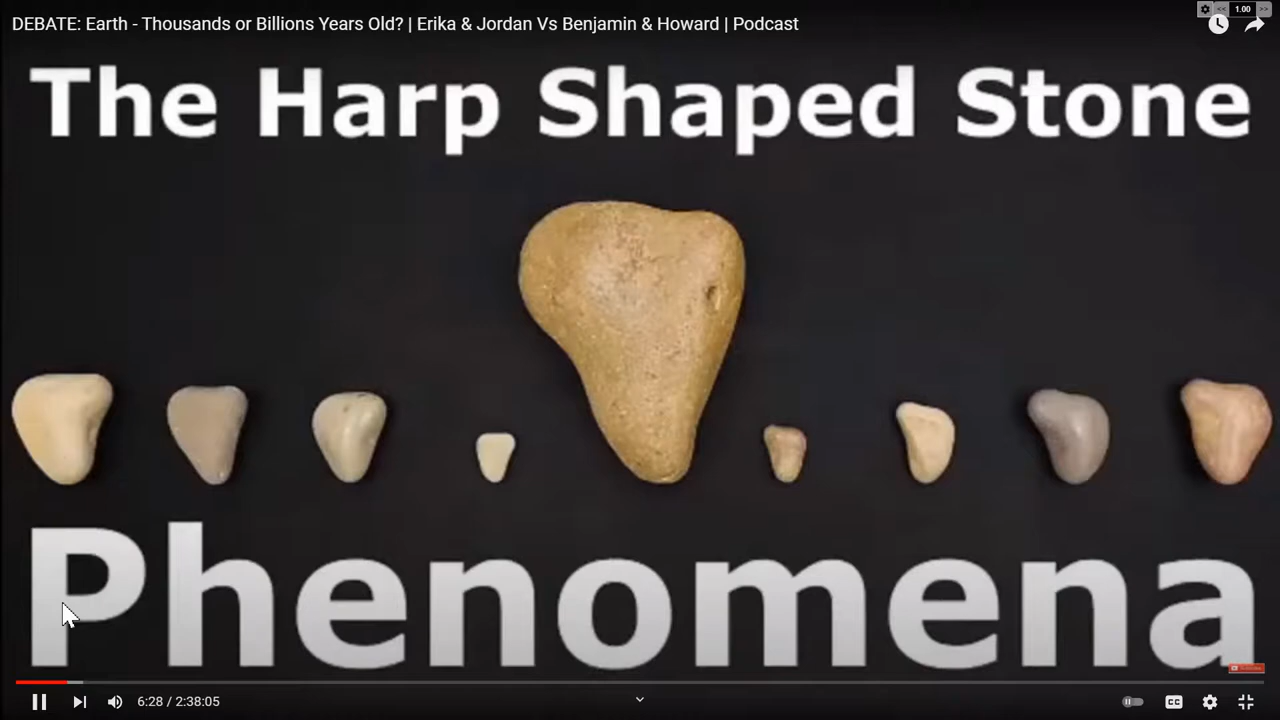 DEBATE: Earth - Thousands or Billions Years Old? | Erika & Jordan Vs Benjamin & Howard | Podcast
<< 1.00 >>
The Harp Shaped Stone
Phenomena
6:28 / 2:38:05
CC